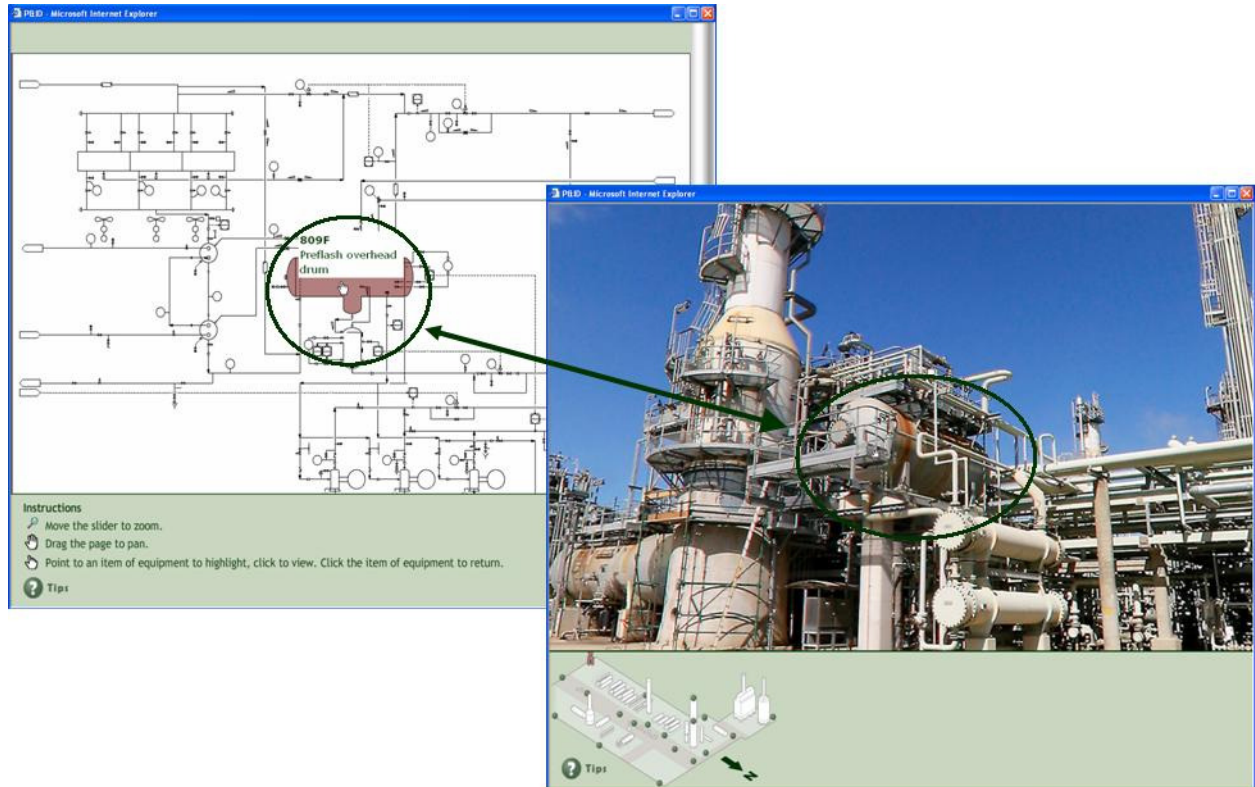 P&ID - Microsoft Internet Explorer
809F
Preflash overhead
drum
Instructions
Move the slider to zoom.
Drag the page to pan.
Point to an item of equipment to highlight, click to view. Click the item of equipment to return.
? Tips
P&ID - Microsoft Internet Explorer
N
? Tips